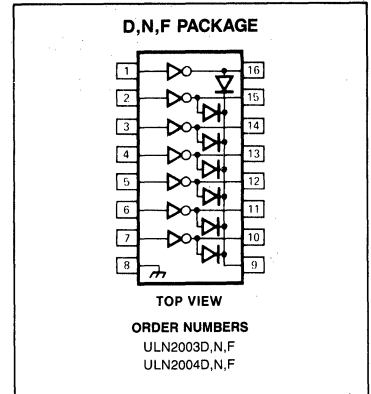 D,N,F PACKAGE
1 16
2 15
3 14
4 13
5 12
6 11
7 10
8 9
TOP VIEW
ORDER NUMBERS
ULN2003D,N,F
ULN2004D,N,F